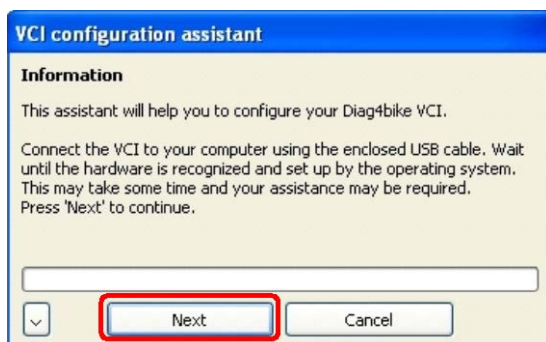 VCI configuration assistant
Information
This assistant will help you to configure your Diag4bike VCI.
Connect the VCI to your computer using the enclosed USB cable. Wait
until the hardware is recognized and set up by the operating system.
This may take some time and your assistance may be required.
Press 'Next' to continue.
Next
Cancel